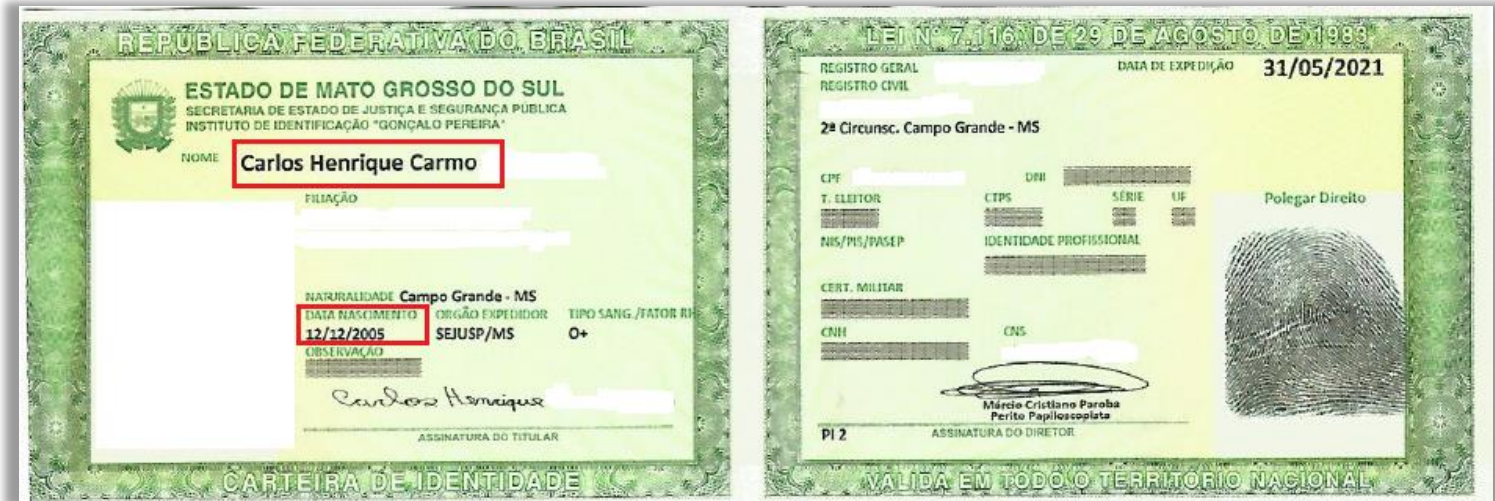 REPÚBLICA FEDERATIVA DO BRASIL
ESTADO DE MATO GROSSO DO SUL
SECRETARIA DE ESTADO DE JUSTIÇA E SEGURANÇA PÚBLICA
INSTITUTO DE IDENTIFICAÇÃO "GONÇALO PEREIRA"
NOME Carlos Henrique Carmo
FILIAÇÃO
NATURALIDADE Campo Grande - MS
DATA NASCIMENTO ORGÃO EXPEDIDOR TIPO SANG./FATOR RH
12/12/2005 SEJUSP/MS O+
OBSERVAÇÃO
Carlos Henrique
ASSINATURA DO TITULAR
CARTEIRA DE IDENTIDADE
LEI Nº 7.116, DE 29 DE AGOSTO DE 1983
REGISTRO GERAL DATA DE EXPEDIÇÃO 31/05/2021
REGISTRO CIVIL
2ª Circunsc. Campo Grande - MS
CPF DNI
T. ELEITOR CTPS SÉRIE UF Polegar Direito
NIS/PIS/PASEP IDENTIDADE PROFISSIONAL
CERT. MILITAR
CNH CNS
Márcio Cristiano Paroba
Perito Papiloscopista
PI 2 ASSINATURA DO DIRETOR
VÁLIDA EM TODO O TERRITÓRIO NACIONAL